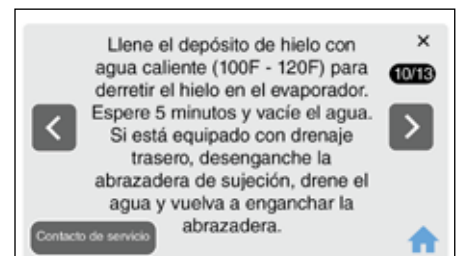 Llene el depósito de hielo con
agua caliente (100F - 120F) para
derretir el hielo en el evaporador.
Espere 5 minutos y vacíe el agua.
Si está equipado con drenaje
trasero, desenganche la
abrazadera de sujeción, drene el
agua y vuelva a enganchar la
abrazadera.
×
10/13
<
>
Contacto de servicio